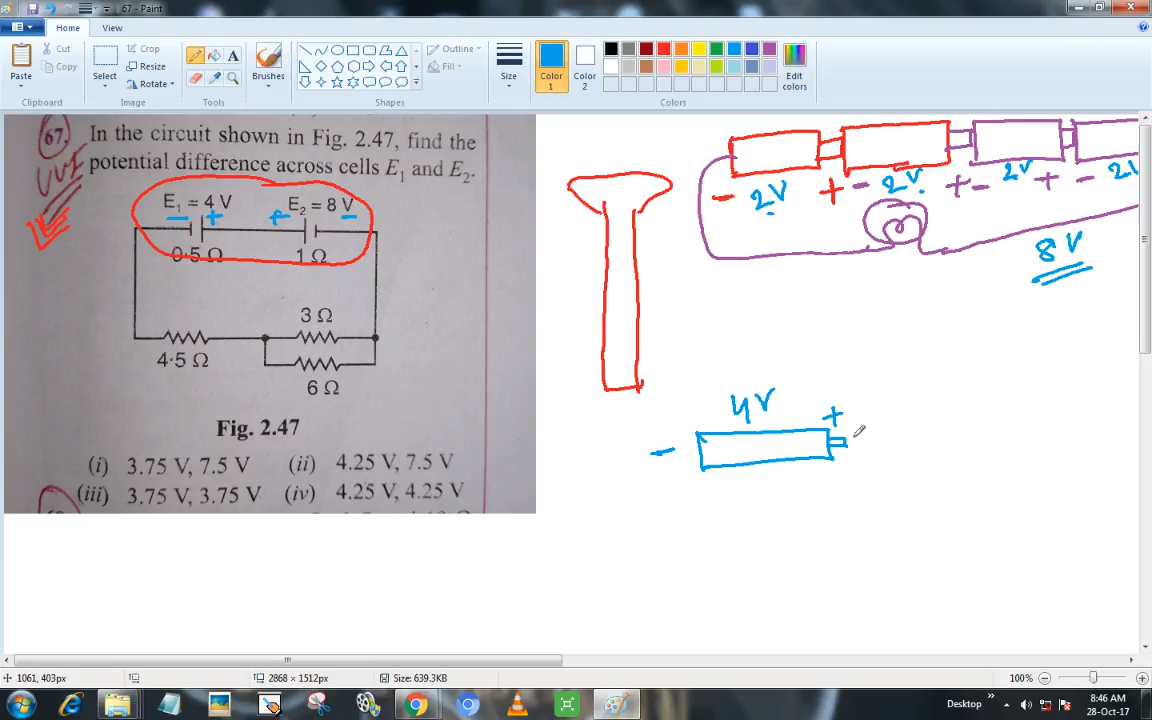 67 - Paint
Home
View
Paste
Cut
Copy
Clipboard
Select
Crop
Resize
Rotate
Image
A
Tools
Brushes
Shapes
Outline
Fill
Size
Color 1
Color 2
Edit colors
Colors
67. In the circuit shown in Fig. 2.47, find the
potential difference across cells E₁ and E₂.
E₁ = 4 V
E₂ = 8 V
− + + −
0·5 Ω
1 Ω
3 Ω
4·5 Ω
6 Ω
Fig. 2.47
(i) 3.75 V, 7.5 V (ii) 4.25 V, 7.5 V
(iii) 3.75 V, 3.75 V (iv) 4.25 V, 4.25 V
- 2V + - 2V + - 2V + - 2V
8 V
4V
- +
1061, 403px
2868 × 1512px
Size: 639.3KB
100%
Desktop
8:46 AM
28-Oct-17